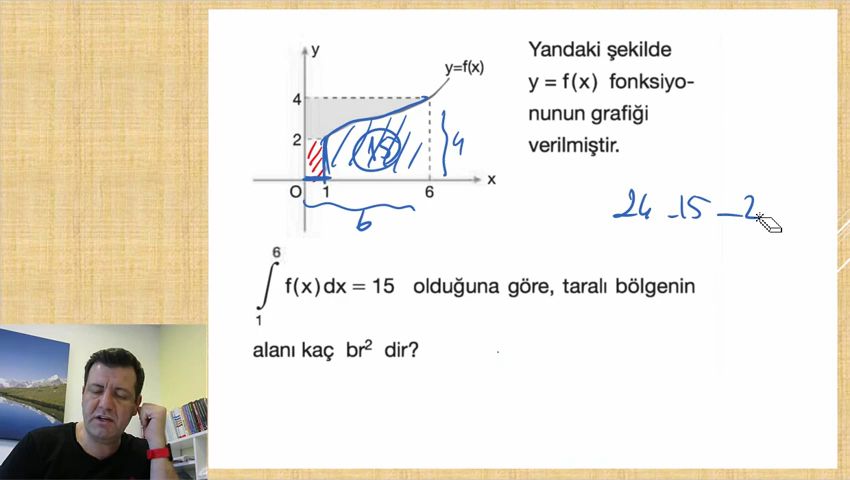 y
y=f(x)
4
2
15
4
O
1
6
x
6
Yandaki şekilde
y = f(x) fonksiyo-
nunun grafiği
verilmiştir.
24 - 15 - 2
6
∫ f(x) dx = 15 olduğuna göre, taralı bölgenin
1
alanı kaç br² dir?